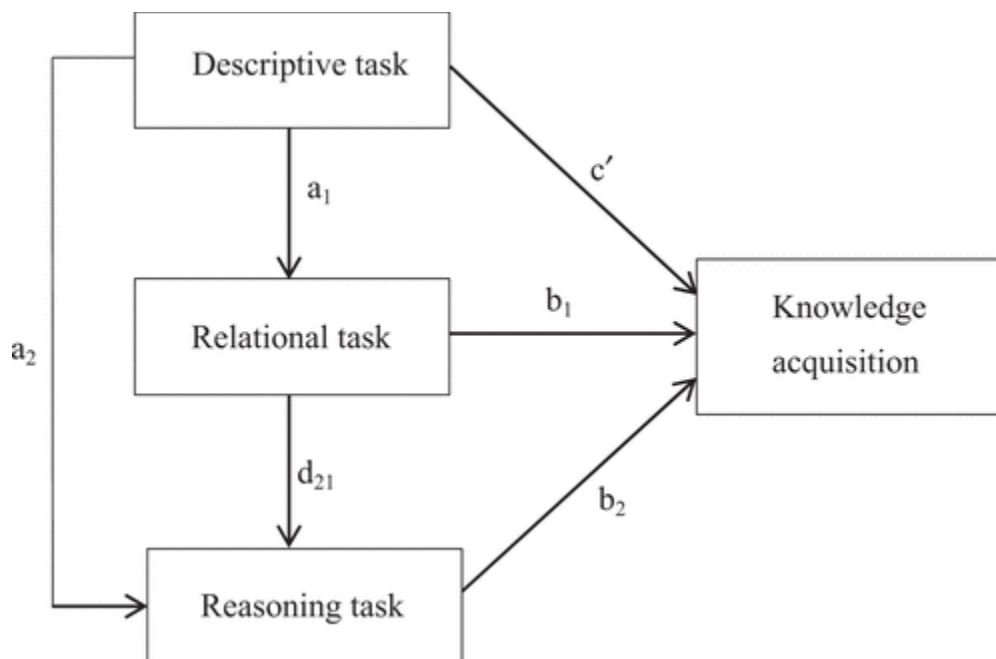 Descriptive task
c′
a₁
Relational task
b₁
Knowledge
acquisition
a₂
d₂₁
b₂
Reasoning task